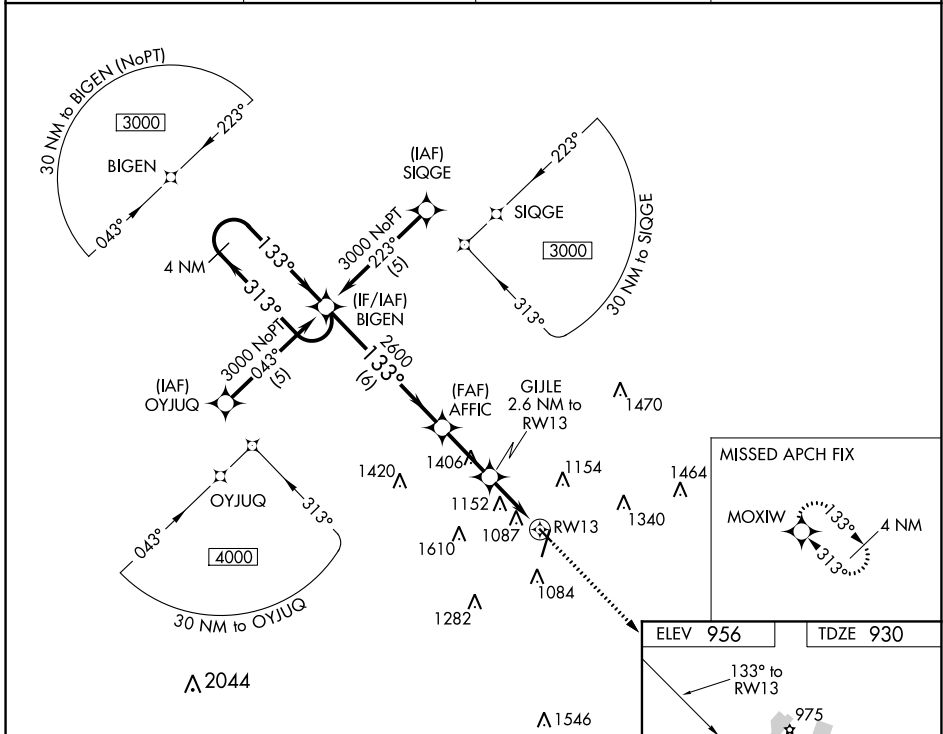 30 NM to BIGEN (NoPT)
3000
223°
BIGEN
043°
(IAF)
SIQGE
223°
SIQGE
3000
30 NM to SIQGE
313°
4 NM
133°
313°
3000 NoPT
223°
(5)
(IF/IAF)
BIGEN
3000 NoPT
043°
(5)
(IAF)
OYJUQ
2600
133°
(6)
(FAF)
AFFIC
GIJLE
2.6 NM to
RW13
1470
1406
1420
1154
1464
1152
1087
RW13
1340
1610
1084
1282
OYJUQ
313°
043°
4000
30 NM to OYJUQ
2044
1546
MISSED APCH FIX
MOXIW
133°
4 NM
313°
ELEV 956
TDZE 930
133° to
RW13
975